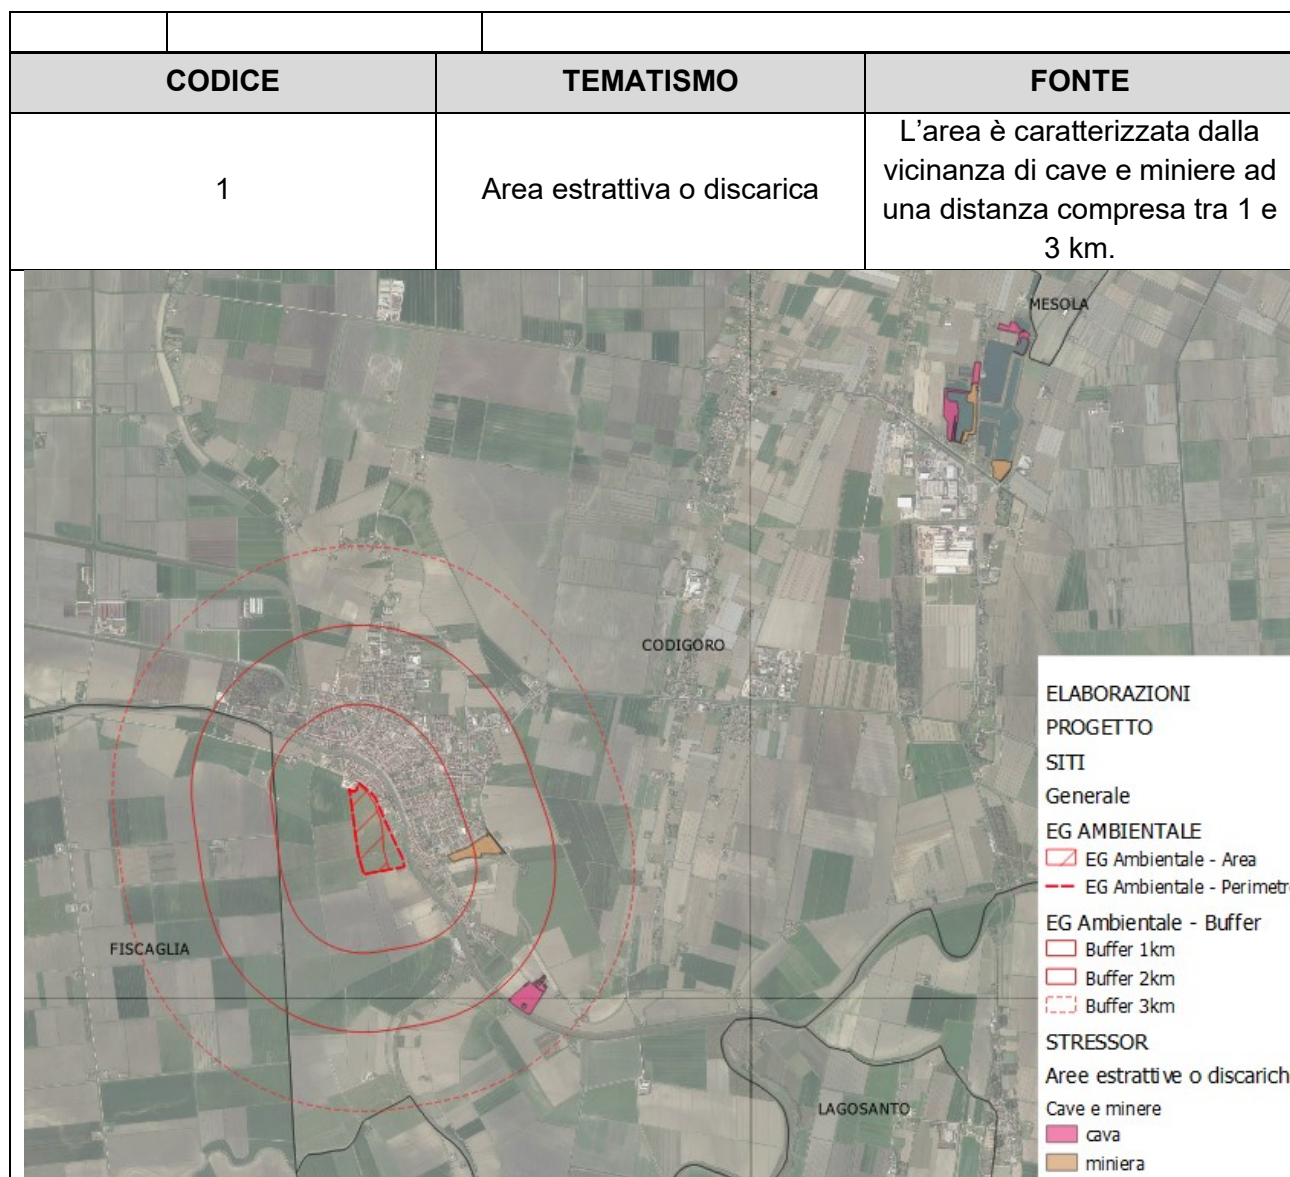 CODICE
TEMATISMO
FONTE
1
Area estrattiva o discarica
L’area è caratterizzata dalla
vicinanza di cave e miniere ad
una distanza compresa tra 1 e
3 km.
MESOLA
CODIGORO
FISCAGLIA
LAGOSANTO
ELABORAZIONI
PROGETTO
SITI
Generale
EG AMBIENTALE
EG Ambientale - Area
EG Ambientale - Perimetr
EG Ambientale - Buffer
Buffer 1km
Buffer 2km
Buffer 3km
STRESSOR
Aree estrattive o discarich
Cave e minere
cava
miniera